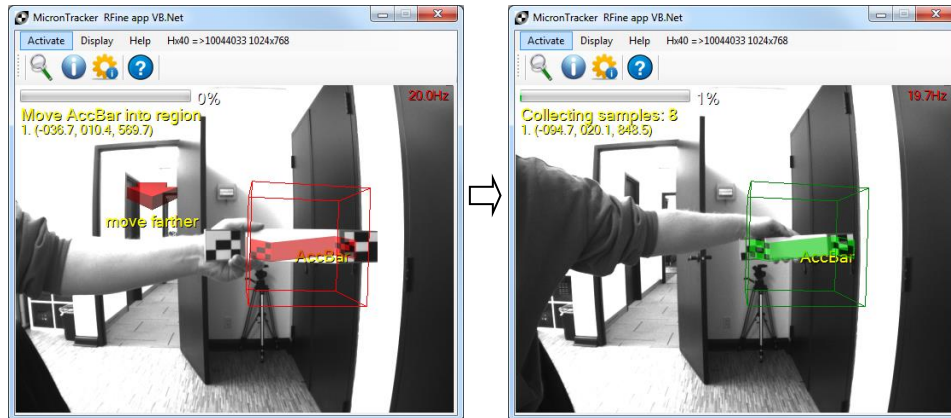 MicronTracker RFine app VB.Net
Activate Display Help Hx40 =>10044033 1024x768
0%
20.0Hz
Move AccBar into region
1. (-036.7, 010.4, 569.7)
move farther
AccBar
MicronTracker RFine app VB.Net
Activate Display Help Hx40 =>10044033 1024x768
1%
19.7Hz
Collecting samples: 8
1. (-094.7, 020.1, 848.5)
AccBar